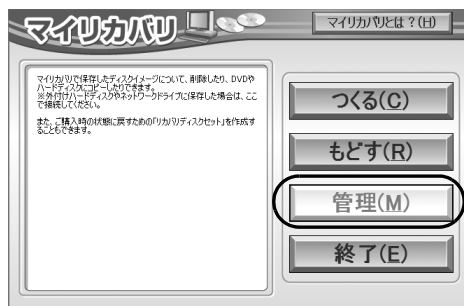 マイリカバリ
マイリカバリとは？(H)
マイリカバリで保存したディスクイメージについて、削除したり、DVDや
ハードディスクにコピーしたりできます。
※外付けハードディスクやネットワークドライブに保存した場合は、ここ
で接続してください。
また、ご購入時の状態に戻すための「リカバリディスクセット」を作成す
ることもできます。
つくる(C)
もどす(R)
管理(M)
終了(E)